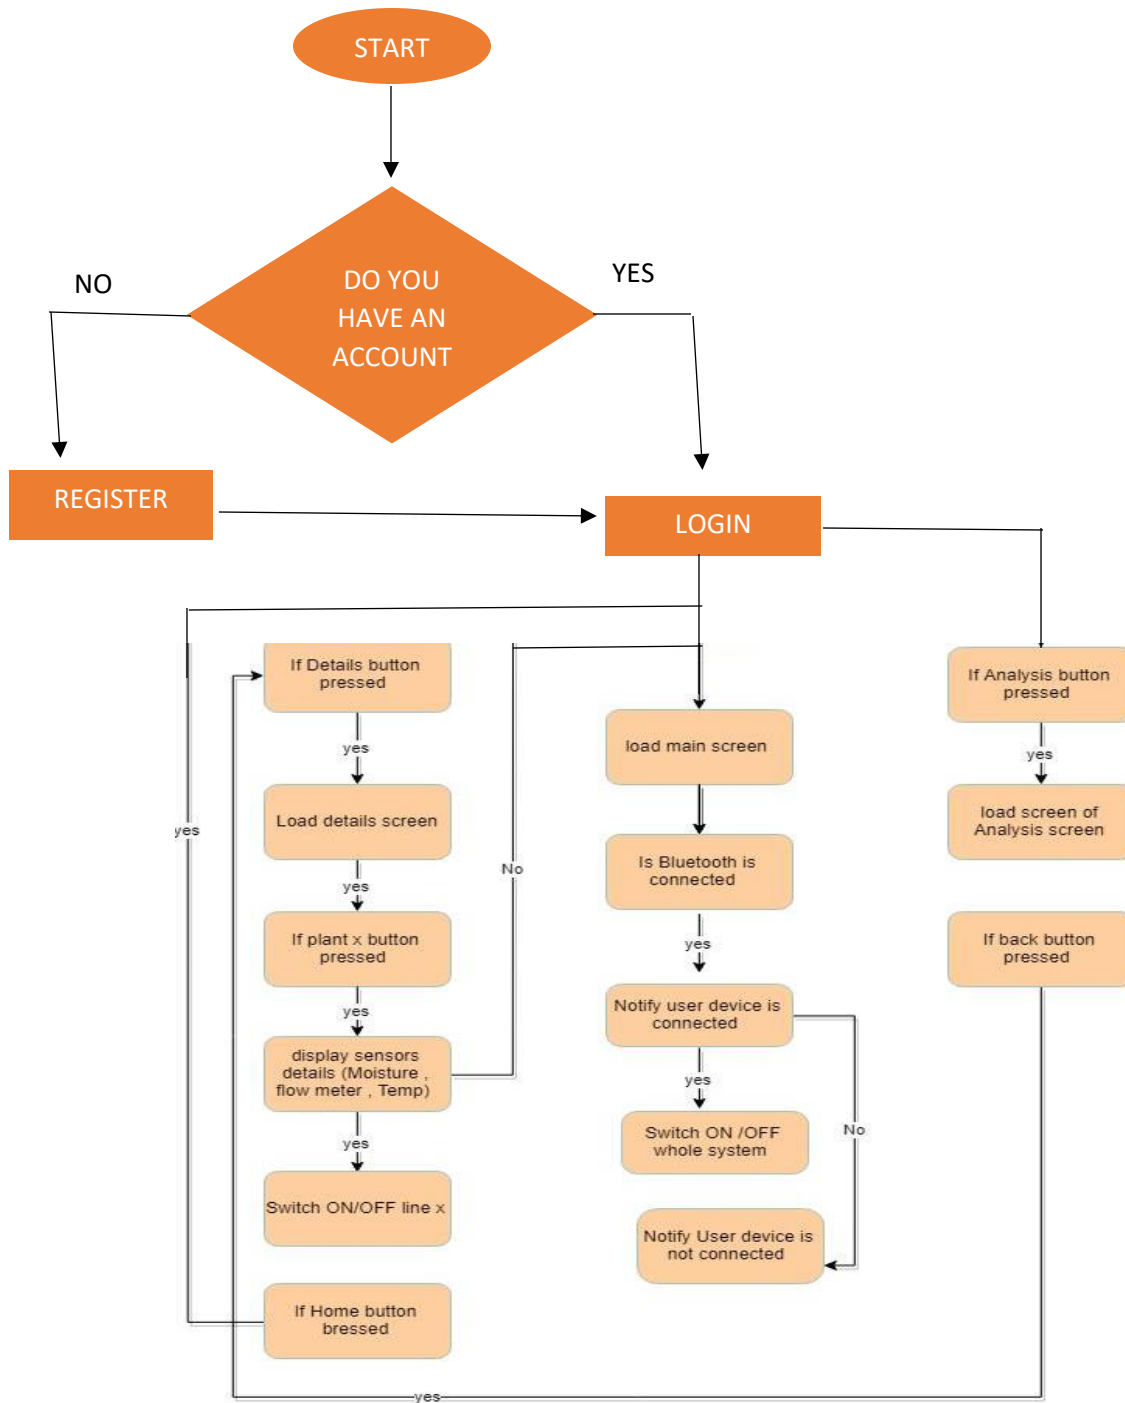 START
NO
YES
DO YOU
HAVE AN
ACCOUNT
REGISTER
LOGIN
If Details button
pressed
yes
Load details screen
yes
If plant x button
pressed
yes
display sensors
details (Moisture ,
flow meter , Temp)
yes
Switch ON/OFF line x
If Home button
bressed
yes
No
load main screen
Is Bluetooth is
connected
yes
Notify user device is
connected
yes
Switch ON /OFF
whole system
No
Notify User device is
not connected
If Analysis button
pressed
yes
load screen of
Analysis screen
If back button
pressed
yes